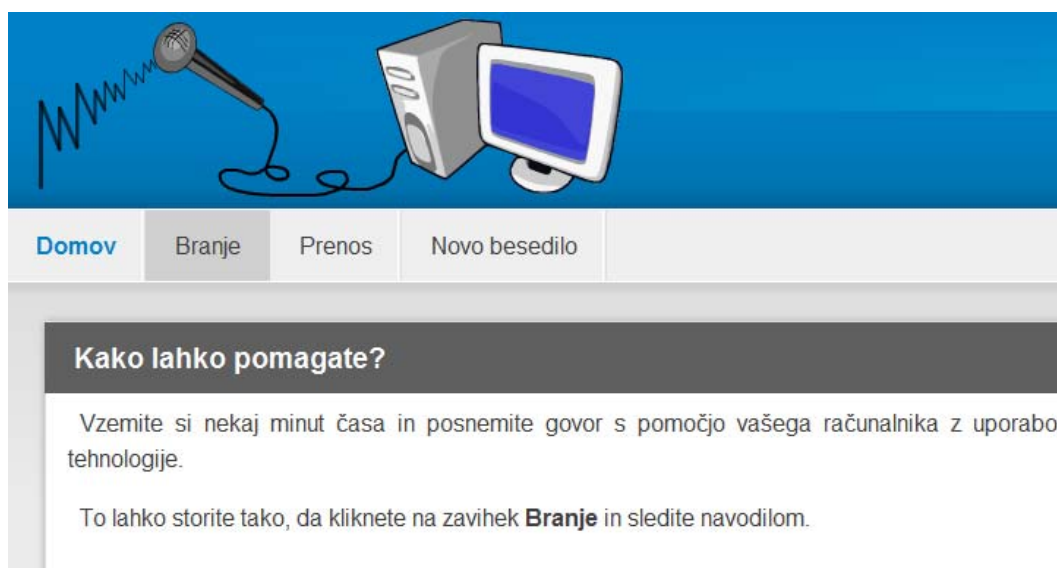 Domov Branje Prenos Novo besedilo
Kako lahko pomagate?
Vzemite si nekaj minut časa in posnemite govor s pomočjo vašega računalnika z uporabo
tehnologije.
To lahko storite tako, da kliknete na zavihek Branje in sledite navodilom.